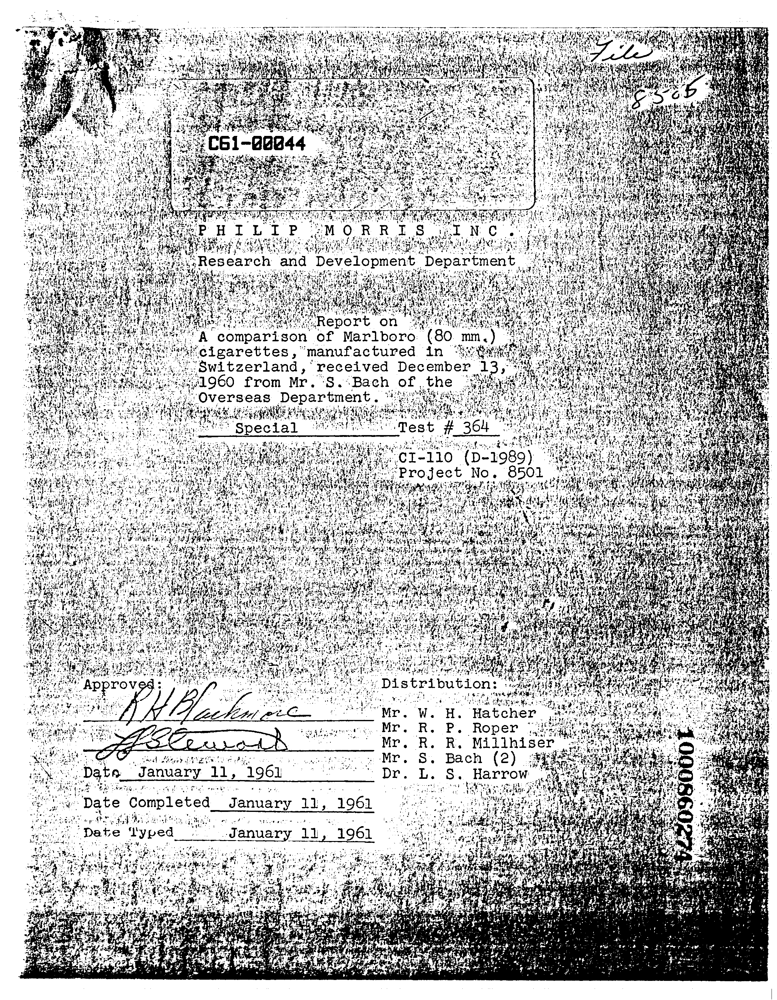 File
8505
C61-00044
PHILIP MORRIS INC.
Research and Development Department
Report on
A comparison of Marlboro (80 mm.)
cigarettes, manufactured in
Switzerland, received December 13,
1960 from Mr. S. Bach of the
Overseas Department.
Special Test # 364
CI-110 (D-1989)
Project No. 8501
Approved:
R H Blackmore
Stewart
Date January 11, 1961
Date Completed January 11, 1961
Date Typed January 11, 1961
Distribution:
Mr. W. H. Hatcher
Mr. R. P. Roper
Mr. R. R. Millhiser
Mr. S. Bach (2)
Dr. L. S. Harrow
1000860274